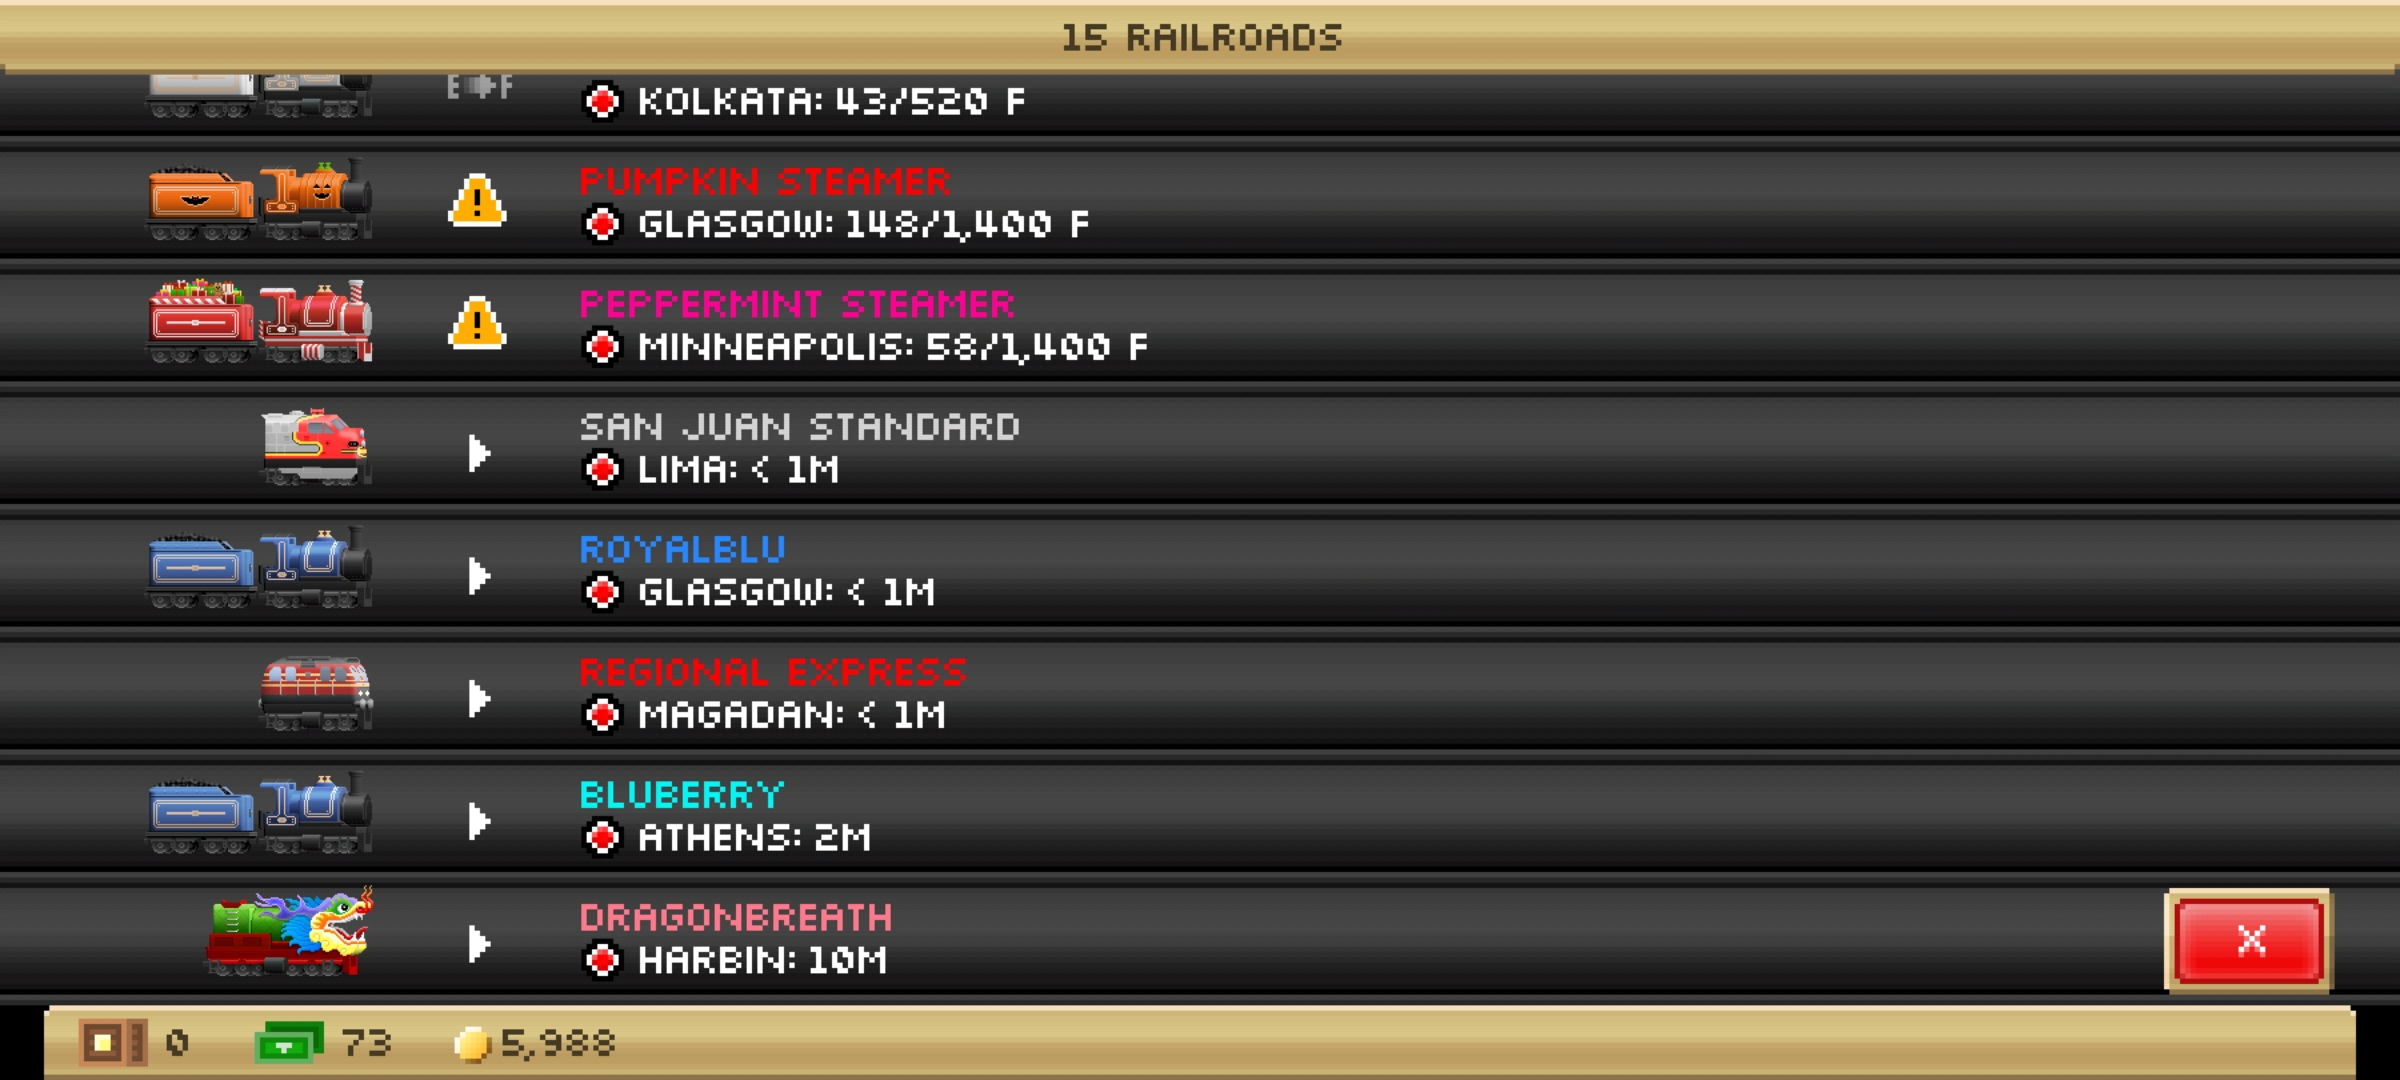 15 RAILROADS
E F
KOLKATA: 43/520 F
PUMPKIN STEAMER
GLASGOW: 148/1,400 F
PEPPERMINT STEAMER
MINNEAPOLIS: 58/1,400 F
SAN JUAN STANDARD
LIMA: < 1M
ROYALBLU
GLASGOW: < 1M
REGIONAL EXPRESS
MAGADAN: < 1M
BLUBERRY
ATHENS: 2M
DRAGONBREATH
HARBIN: 10M
X
0 73 5,988